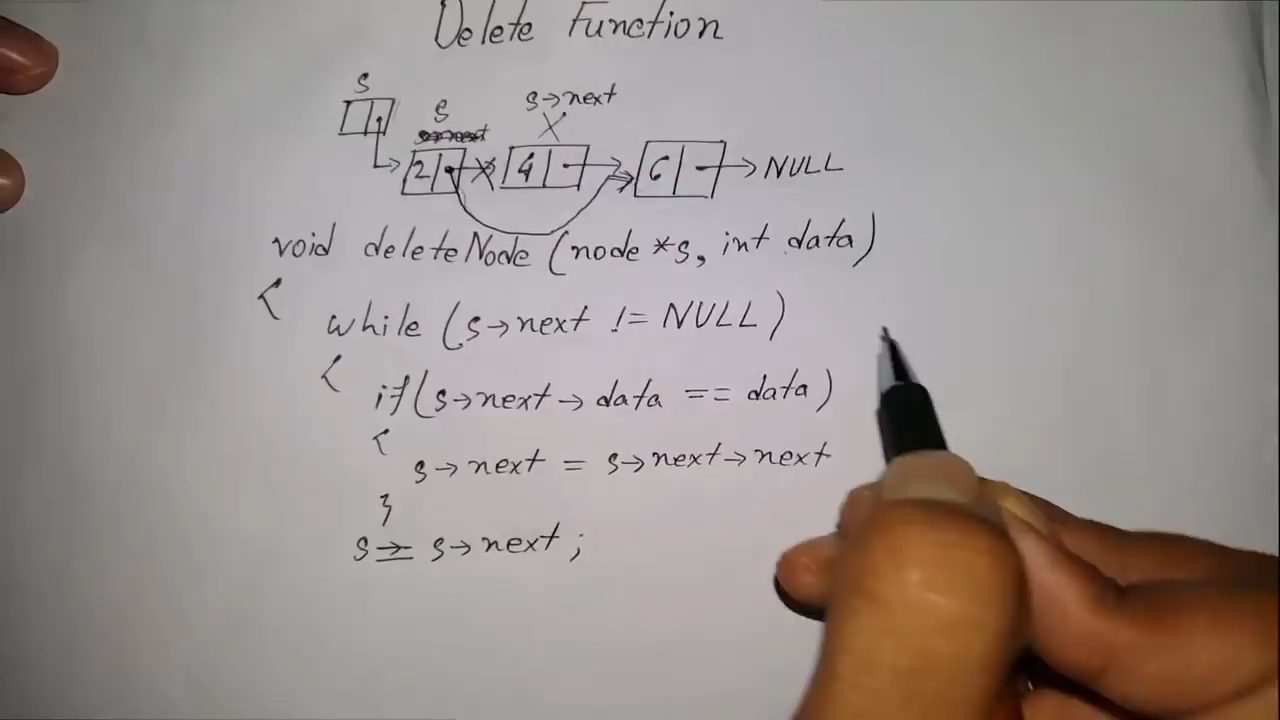 Delete Function
s
s s→next
2 4 6 → NULL
void deleteNode (node *s, int data)
{ while (s→next != NULL)
{ if (s→next → data == data)
{
s→next = s→next→next
}
s = s→next ;